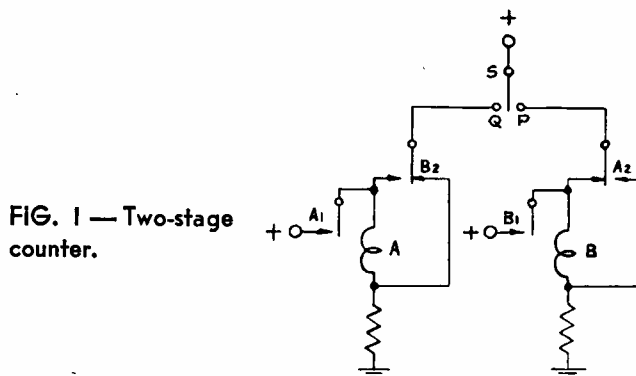 +
S
Q P
B2 A2
FIG. 1 — Two-stage
counter.
+ A1 + B1
A B